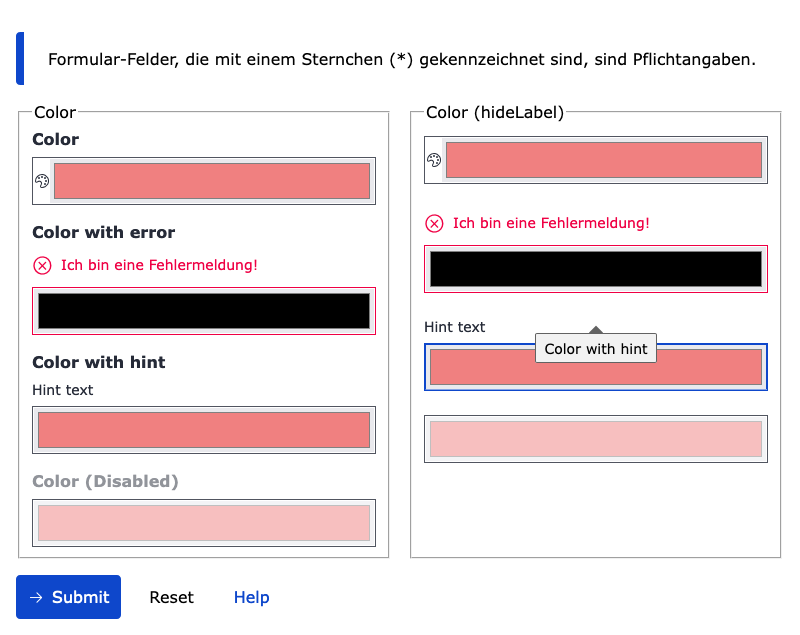 Formular-Felder, die mit einem Sternchen (*) gekennzeichnet sind, sind Pflichtangaben.
Color
Color
Color with error
Ich bin eine Fehlermeldung!
Color with hint
Hint text
Color (Disabled)
Color (hideLabel)
Ich bin eine Fehlermeldung!
Hint text
Color with hint
Submit
Reset
Help